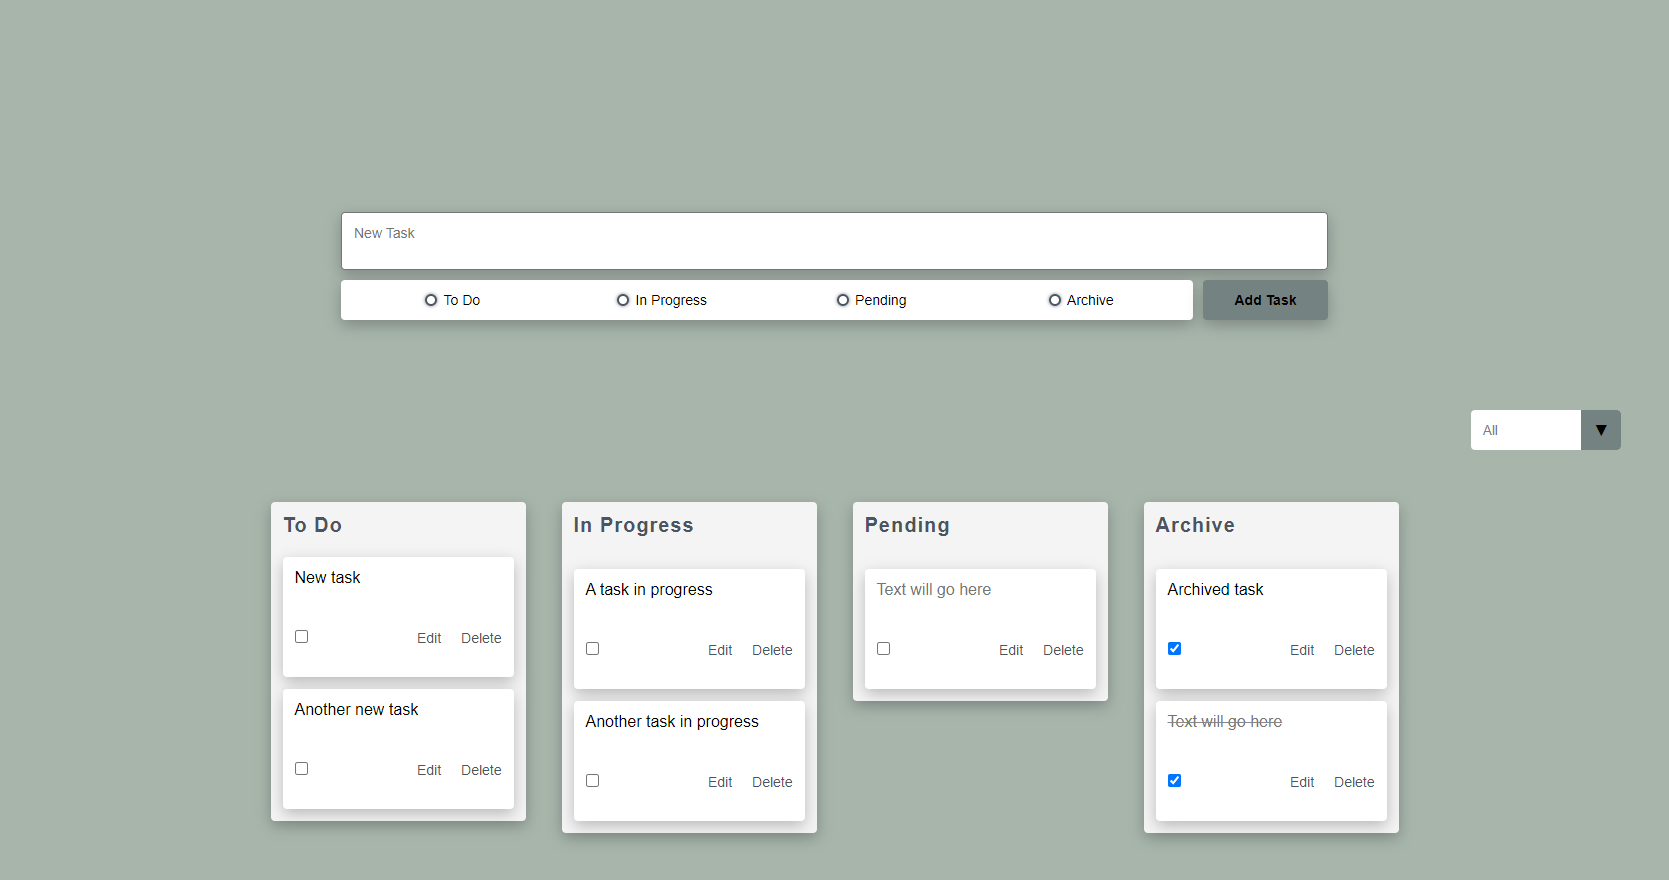 New Task
To Do In Progress Pending Archive Add Task
All ▼
To Do
New task
Edit Delete
Another new task
Edit Delete
In Progress
A task in progress
Edit Delete
Another task in progress
Edit Delete
Pending
Text will go here
Edit Delete
Archive
Archived task
Edit Delete
Text will go here
Edit Delete